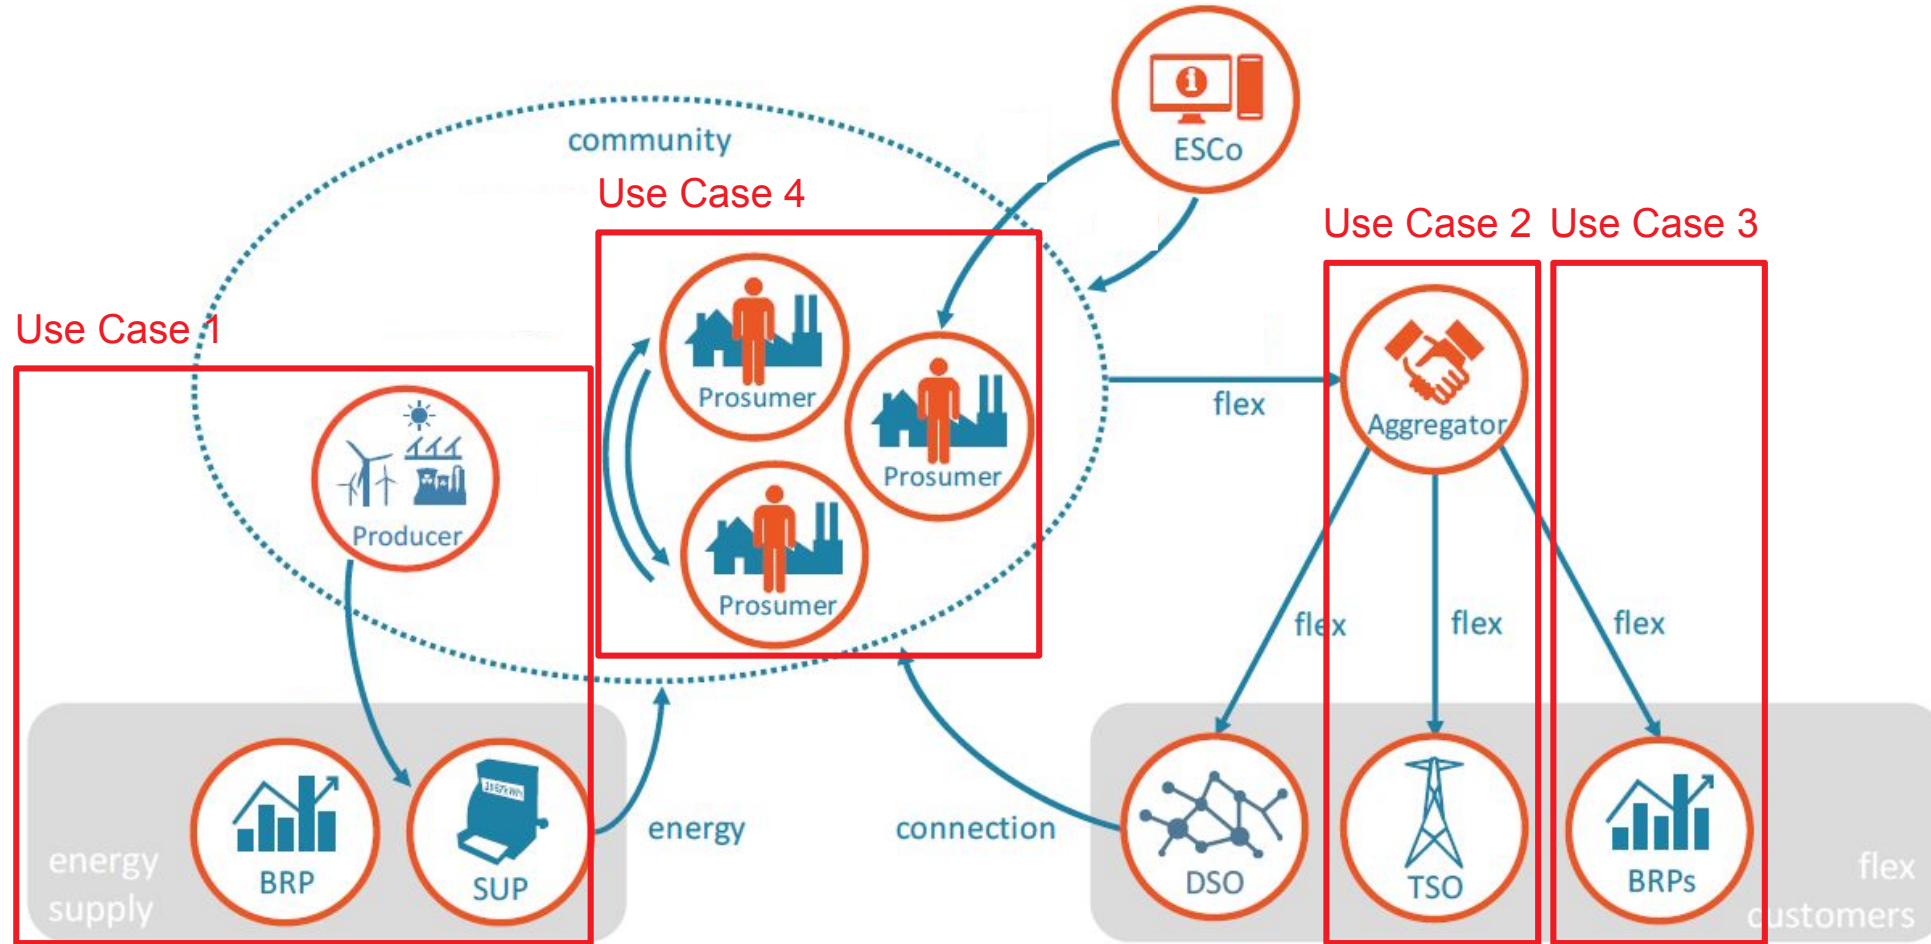 ESCo
community
Use Case 4
Use Case 2
Use Case 3
Use Case 1
Prosumer
Prosumer
Prosumer
Producer
flex
Aggregator
flex
flex
flex
energy
supply
BRP
SUP
energy
connection
DSO
TSO
BRPs
flex
customers